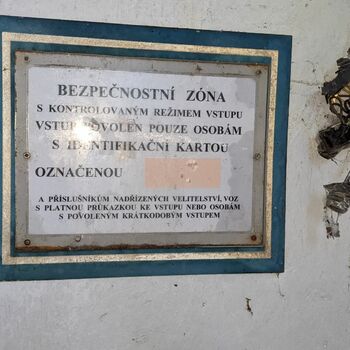 BEZPEČNOSTNÍ ZÓNA
S KONTROLOVANÝM REŽIMEM VSTUPU
VSTUP POVOLEN POUZE OSOBÁM
S IDENTIFIKAČNÍ KARTOU
OZNAČENOU
A PŘÍSLUŠNÍKŮM NADŘÍZENÝCH VELITELSTVÍ, VOZ
S PLATNOU PRŮKAZKOU KE VSTUPU NEBO OSOBÁM
S POVOLENÝM KRÁTKODOBÝM VSTUPEM